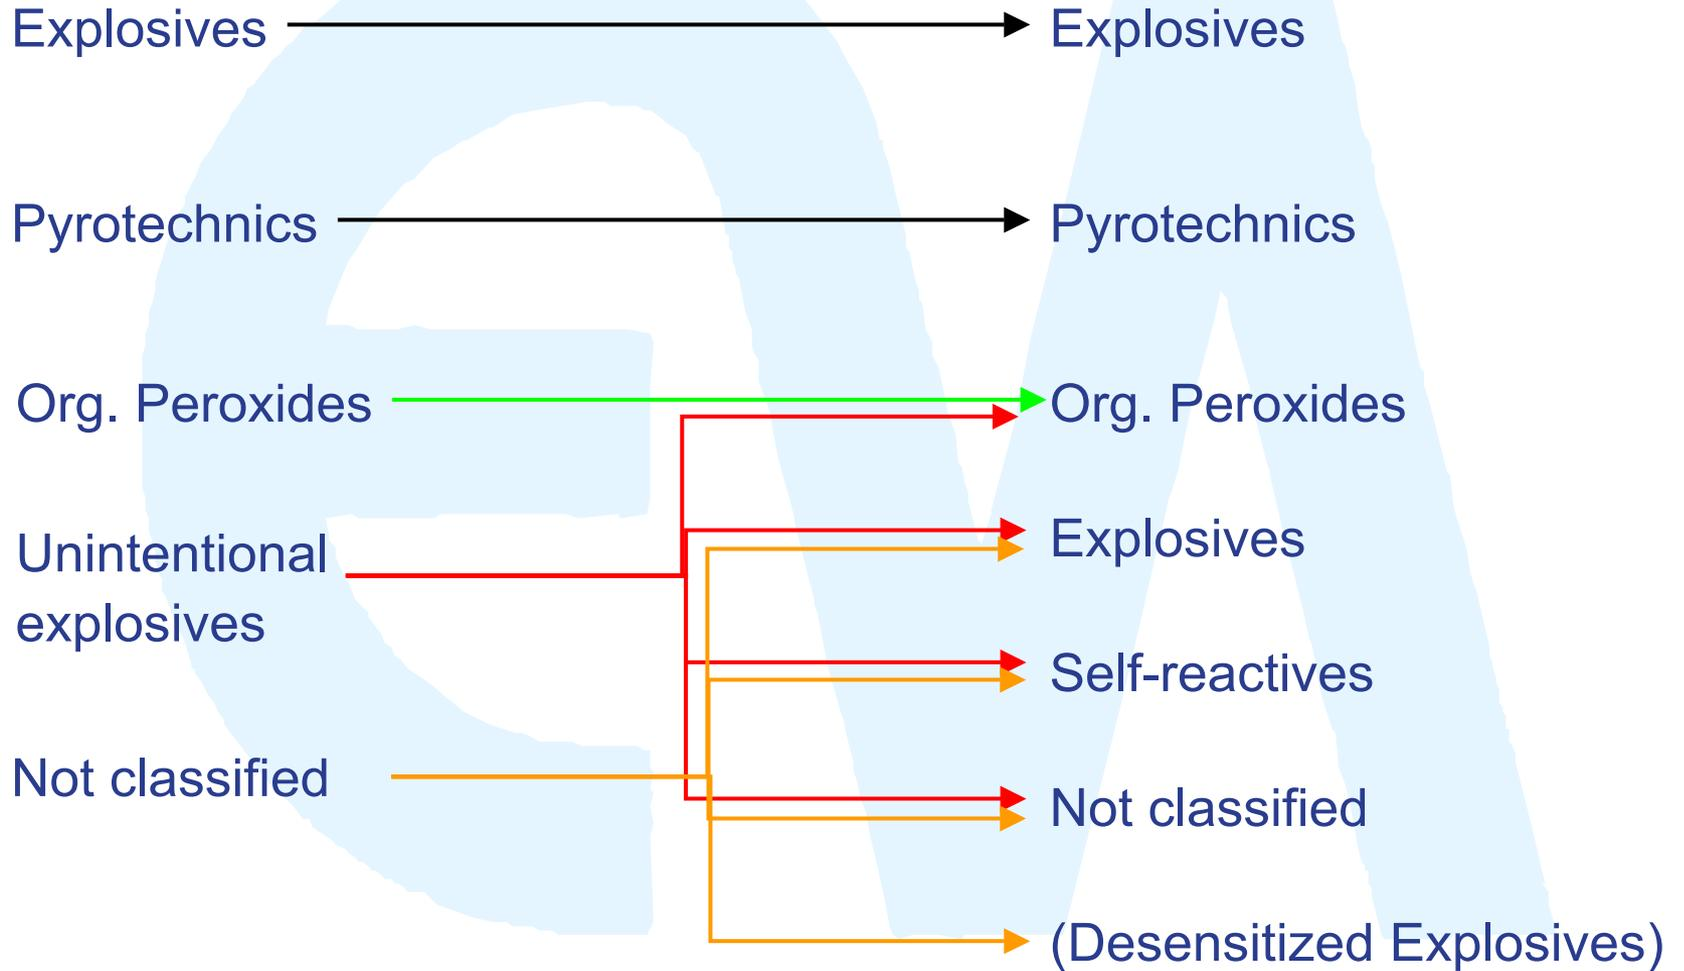 Explosives
Explosives
Pyrotechnics
Pyrotechnics
Org. Peroxides
Org. Peroxides
Unintentional
explosives
Explosives
Self-reactives
Not classified
Not classified
(Desensitized Explosives)